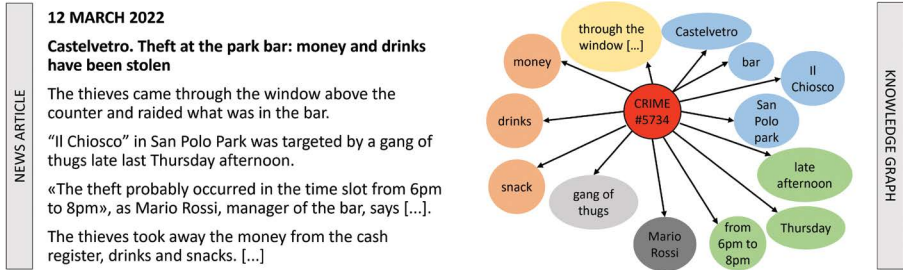 NEWS ARTICLE
12 MARCH 2022
Castelvetro. Theft at the park bar: money and drinks
have been stolen
The thieves came through the window above the
counter and raided what was in the bar.
“Il Chiosco” in San Polo Park was targeted by a gang of
thugs late last Thursday afternoon.
«The theft probably occurred in the time slot from 6pm
to 8pm», as Mario Rossi, manager of the bar, says [...].
The thieves took away the money from the cash
register, drinks and snacks. [...]
through the
window [...]
Castelvetro
money
bar
Il
Chiosco
CRIME
#5734
drinks
San
Polo
park
late
afternoon
snack
gang of
thugs
Mario
Rossi
from
6pm to
8pm
Thursday
KNOWLEDGE GRAPH